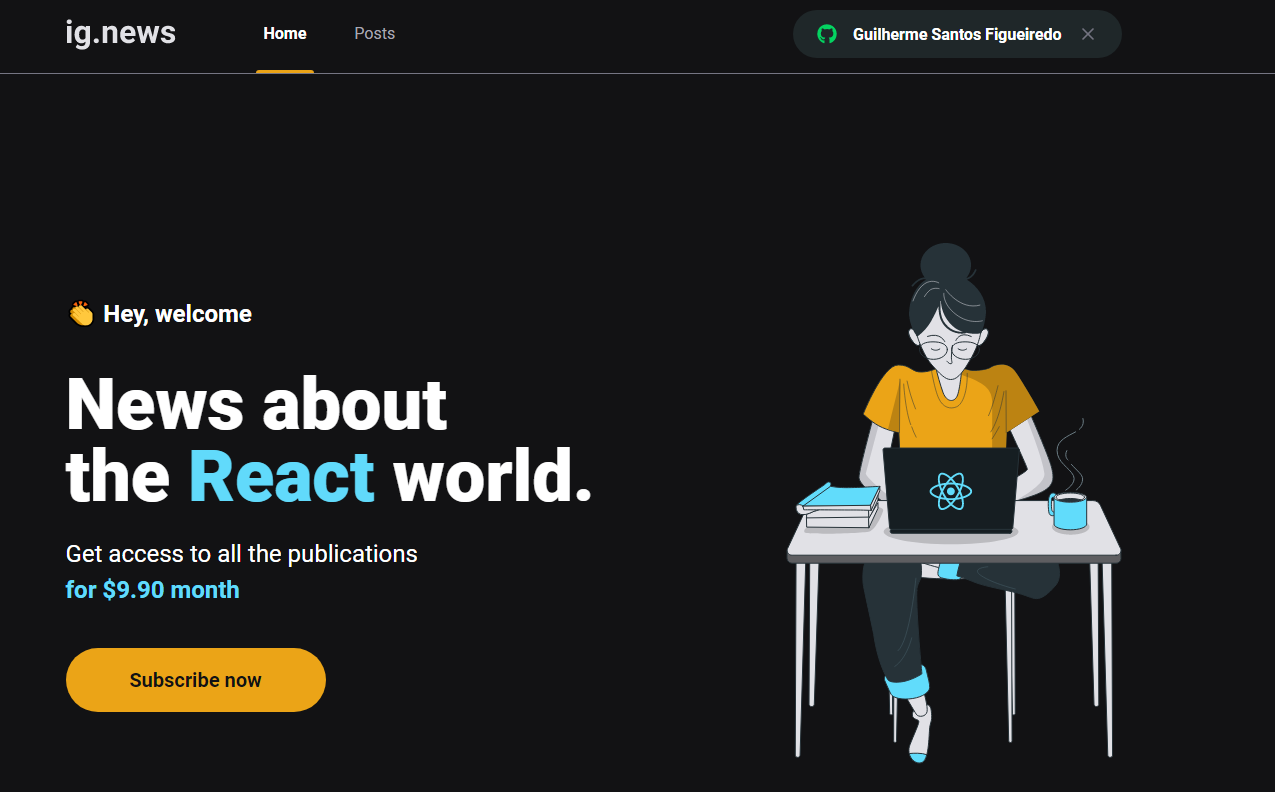 ig.news
Home
Posts
Guilherme Santos Figueiredo
👏 Hey, welcome
News about
the React world.
Get access to all the publications
for $9.90 month
Subscribe now